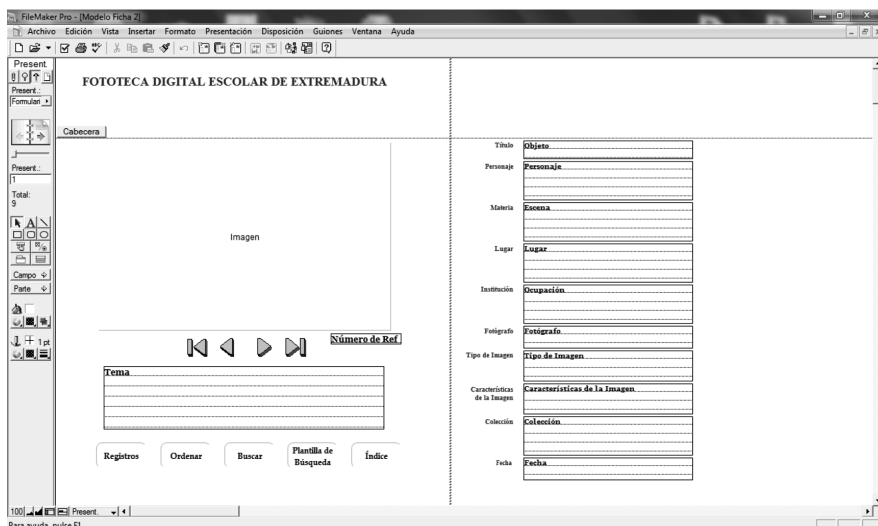 FileMaker Pro - [Modelo Ficha 2]
Archivo Edición Vista Insertar Formato Presentación Disposición Guiones Ventana Ayuda
Present.
Present.:
Formulari
Present.:
1
Total:
9
Campo
Parte
1 pt
FOTOTECA DIGITAL ESCOLAR DE EXTREMADURA
Cabecera
Imagen
Número de Ref
Tema
Registros Ordenar Buscar Plantilla de Búsqueda Índice
Título Objeto
Personaje Personaje
Materia Escena
Lugar Lugar
Institución Ocupación
Fotógrafo Fotógrafo
Tipo de Imagen Tipo de Imagen
Características de la Imagen Características de la Imagen
Colección Colección
Fecha Fecha
100 Present.
Para ayuda, pulse F1